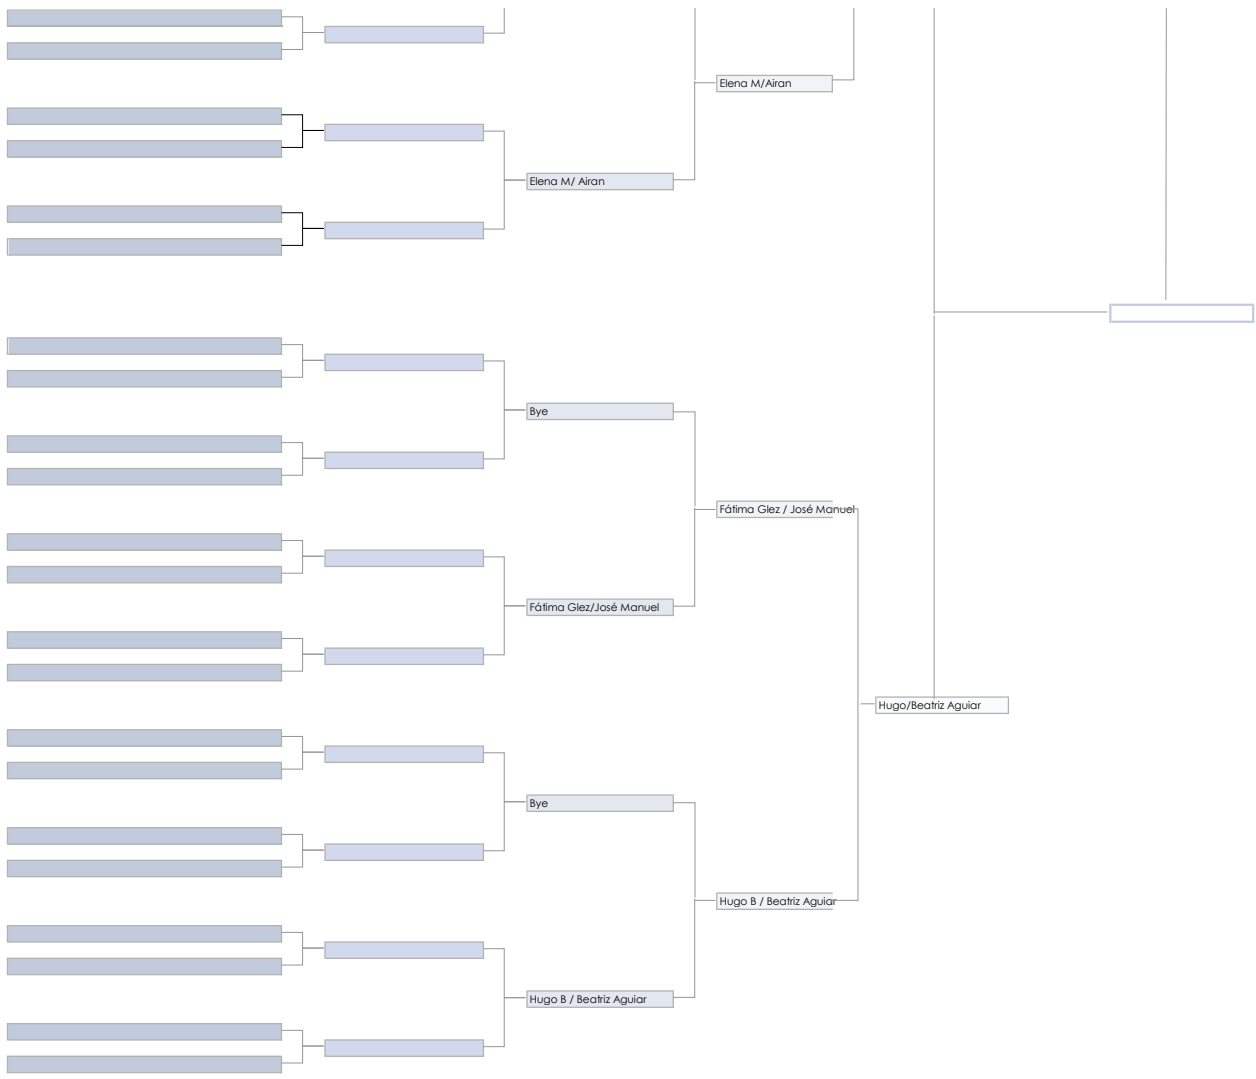 Elena M/Airan
Elena M/ Airan
Bye
Fátima Glez / José Manuel
Fátima Glez/José Manuel
Hugo/Beatriz Aguiar
Bye
Hugo B / Beatriz Aguiar
Hugo B / Beatriz Aguiar